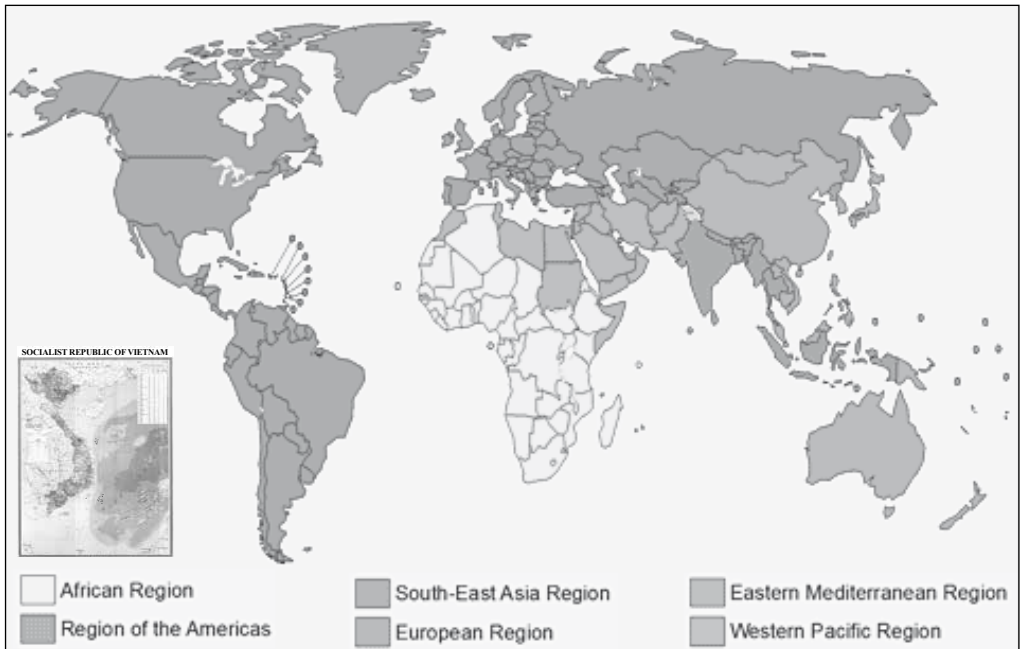 SOCIALIST REPUBLIC OF VIETNAM
African Region
South-East Asia Region
Eastern Mediterranean Region
Region of the Americas
European Region
Western Pacific Region